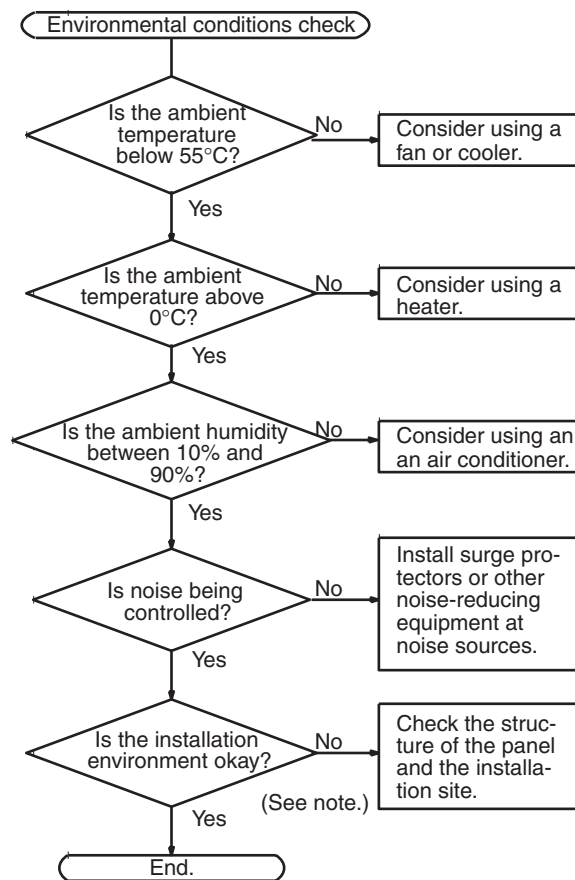 Environmental conditions check
Is the ambient
temperature
below 55°C?
No
Consider using a
fan or cooler.
Yes
Is the ambient
temperature above
0°C?
No
Consider using a
heater.
Yes
Is the ambient humidity
between 10% and
90%?
No
Consider using an
an air conditioner.
Yes
Is noise being
controlled?
No
Install surge pro-
tectors or other
noise-reducing
equipment at
noise sources.
Yes
Is the installation
environment okay?
No
Check the struc-
ture of the panel
and the installa-
tion site.
(See note.)
Yes
End.